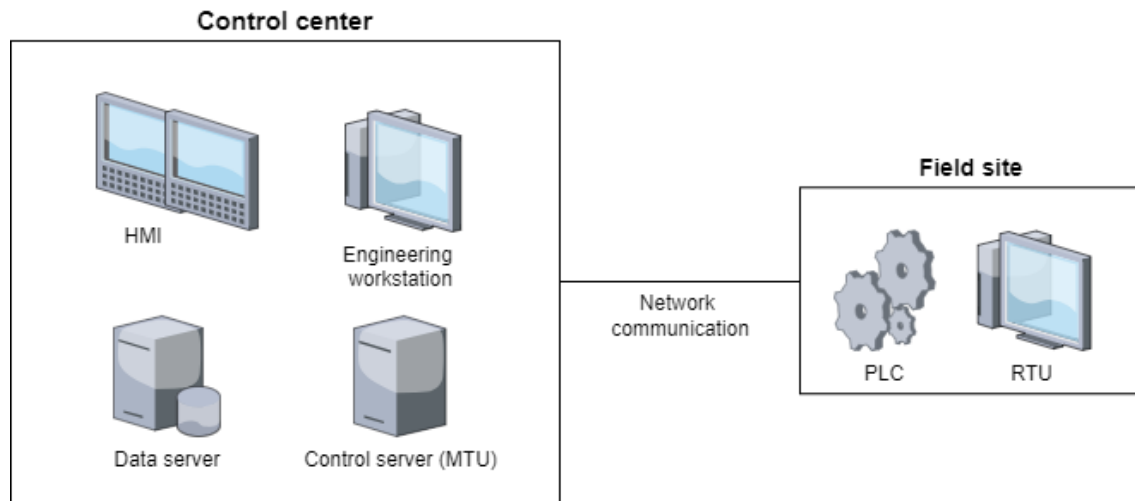 Control center
HMI
Engineering
workstation
Data server
Control server (MTU)
Network
communication
Field site
PLC
RTU